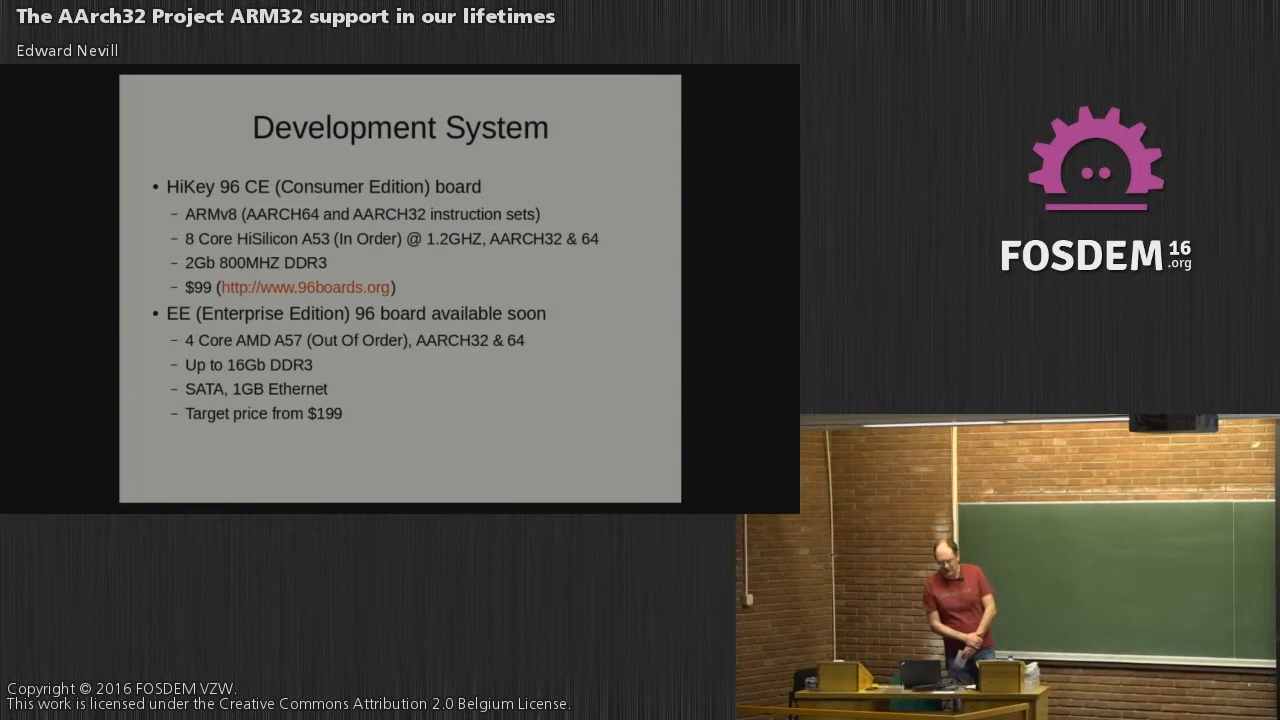 The AArch32 Project ARM32 support in our lifetimes
Edward Nevill
Development System
• HiKey 96 CE (Consumer Edition) board
– ARMv8 (AARCH64 and AARCH32 instruction sets)
– 8 Core HiSilicon A53 (In Order) @ 1.2GHZ, AARCH32 & 64
– 2Gb 800MHZ DDR3
– $99 (http://www.96boards.org)
• EE (Enterprise Edition) 96 board available soon
– 4 Core AMD A57 (Out Of Order), AARCH32 & 64
– Up to 16Gb DDR3
– SATA, 1GB Ethernet
– Target price from $199
FOSDEM 16 .org
Copyright © 2016 FOSDEM VZW.
This work is licensed under the Creative Commons Attribution 2.0 Belgium License.